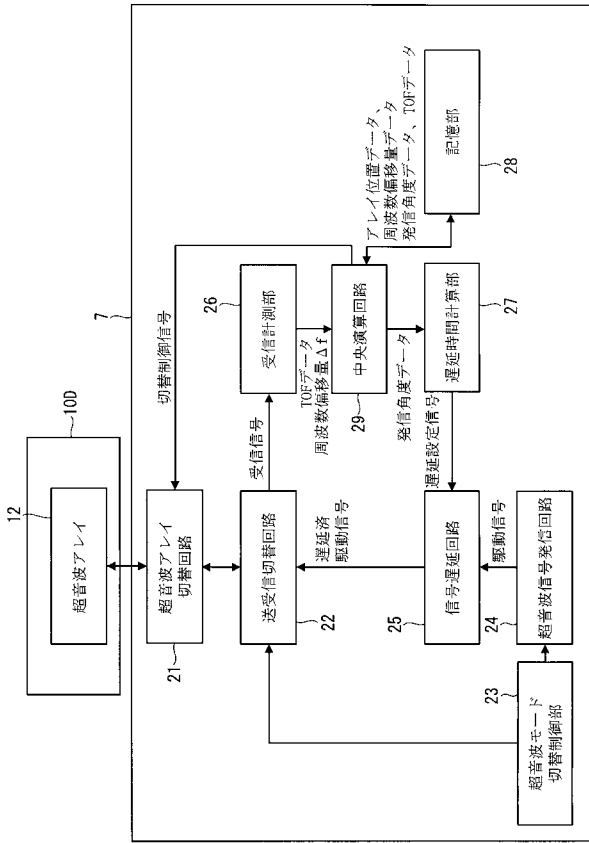 10D
12
超音波アレイ
7
超音波アレイ
切替回路
21
切替制御信号
送受信切替回路
22
受信信号
受信計測部
26
TOFデータ
周波数偏移量Δf
中央演算回路
29
アレイ位置データ、
周波数偏移量データ
発信角度データ、TOFデータ
記憶部
28
遅延済
駆動信号
発信角度データ
遅延時間計算部
27
遅延設定信号
信号遅延回路
25
駆動信号
超音波信号発信回路
24
超音波モード
切替制御部
23